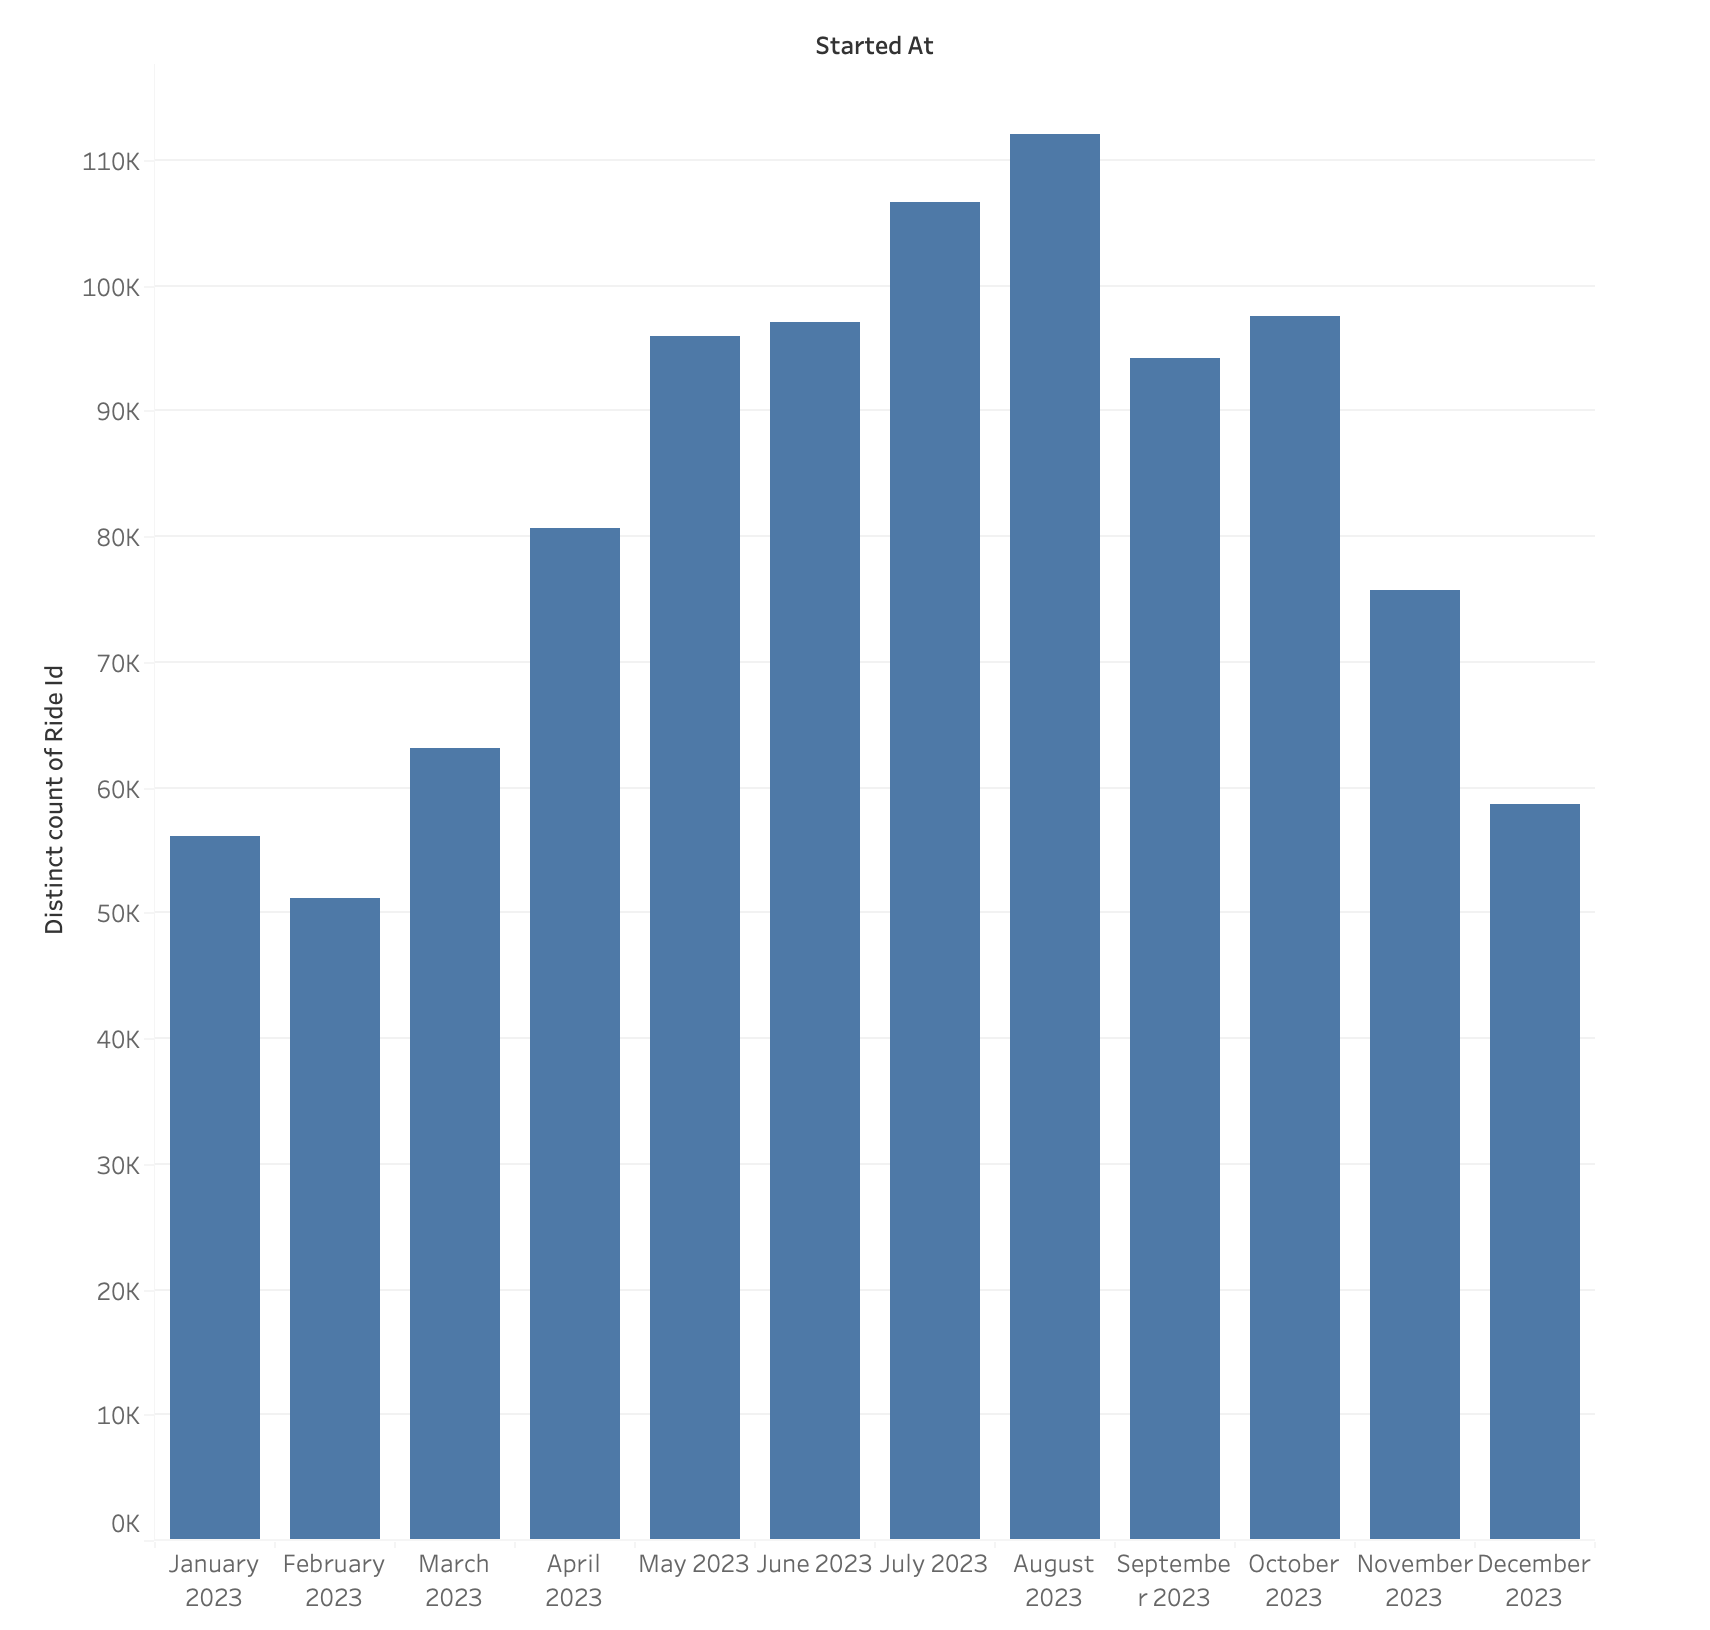 Started At
Distinct count of Ride Id
110K
100K
90K
80K
70K
60K
50K
40K
30K
20K
10K
0K
January
2023
February
2023
March
2023
April
2023
May 2023
June 2023
July 2023
August
2023
Septembe
r 2023
October
2023
November
2023
December
2023